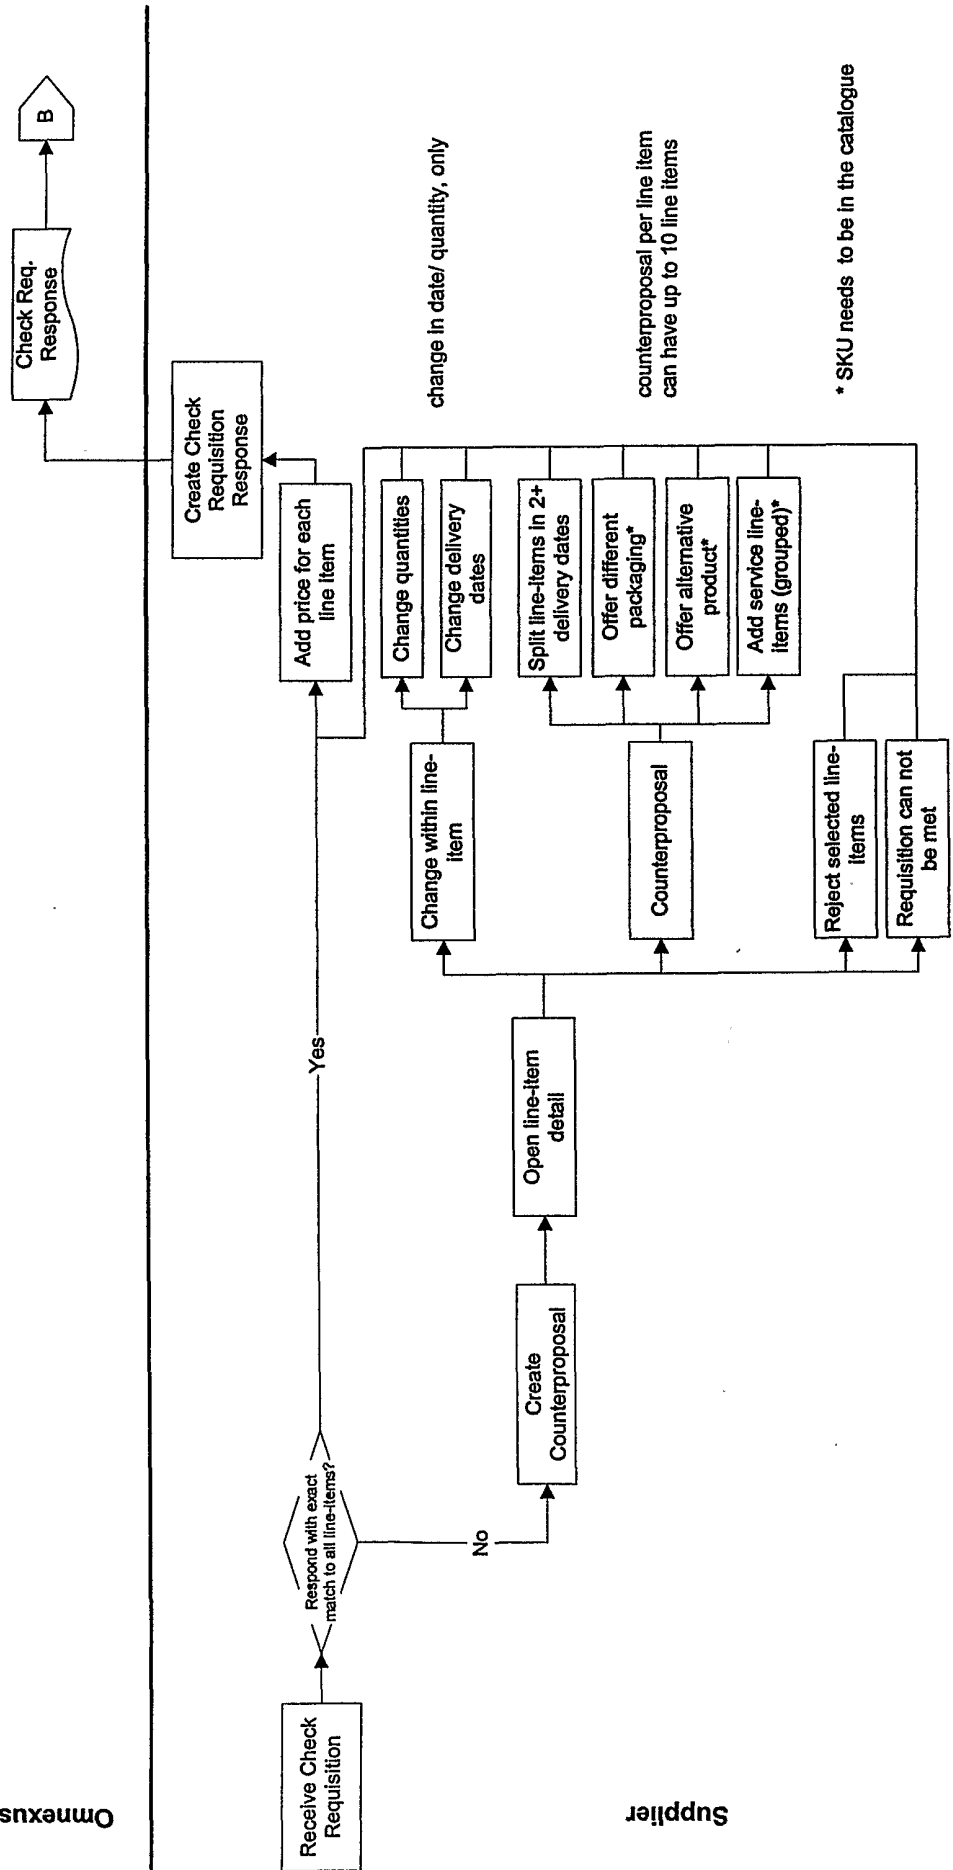 Omnexus
Check Req.
Response
B
Supplier
Receive Check
Requisition
Respond with exact
match to all line-items?
Yes
No
Create
Counterproposal
Open line-item
detail
Change within line-
item
Counterproposal
Reject selected line-
items
Requisition can not
be met
Add price for each
line item
Create Check
Requisition
Response
Change quantities
Change delivery
dates
Split line-items in 2+
delivery dates
Offer different
packaging*
Offer alternative
product*
Add service line-
items (grouped)*
change in date/ quantity, only
counterproposal per line item
can have up to 10 line items
* SKU needs to be in the catalogue